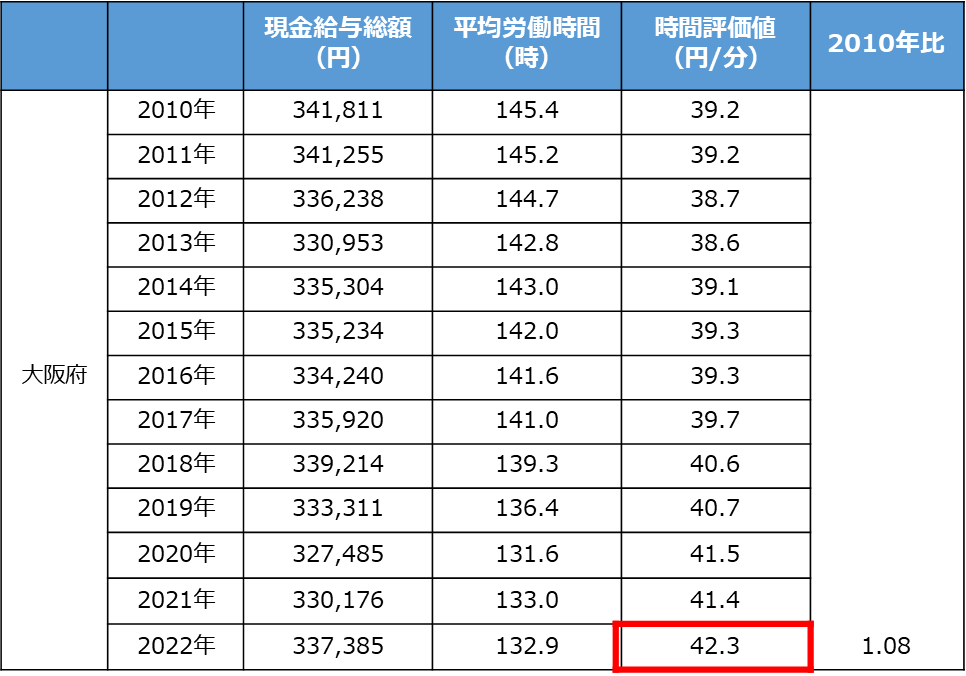 現金給与総額（円） 平均労働時間（時） 時間評価値（円/分） 2010年比
大阪府
2010年 341,811 145.4 39.2
2011年 341,255 145.2 39.2
2012年 336,238 144.7 38.7
2013年 330,953 142.8 38.6
2014年 335,304 143.0 39.1
2015年 335,234 142.0 39.3
2016年 334,240 141.6 39.3
2017年 335,920 141.0 39.7
2018年 339,214 139.3 40.6
2019年 333,311 136.4 40.7
2020年 327,485 131.6 41.5
2021年 330,176 133.0 41.4
2022年 337,385 132.9 42.3 1.08